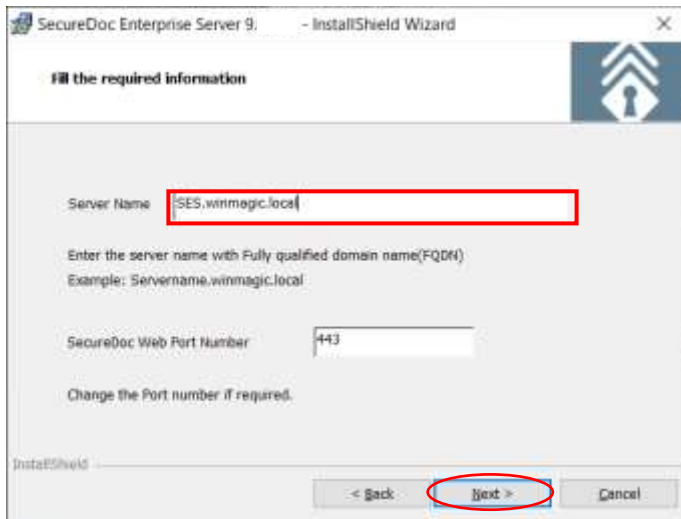 SecureDoc Enterprise Server 9. - InstallShield Wizard
Fill the required information
Server Name SES.winmagic.local
Enter the server name with Fully qualified domain name(FQDN)
Example: Servername.winmagic.local
SecureDoc Web Port Number 443
Change the Port number if required.
InstallShield
< Back Next > Cancel